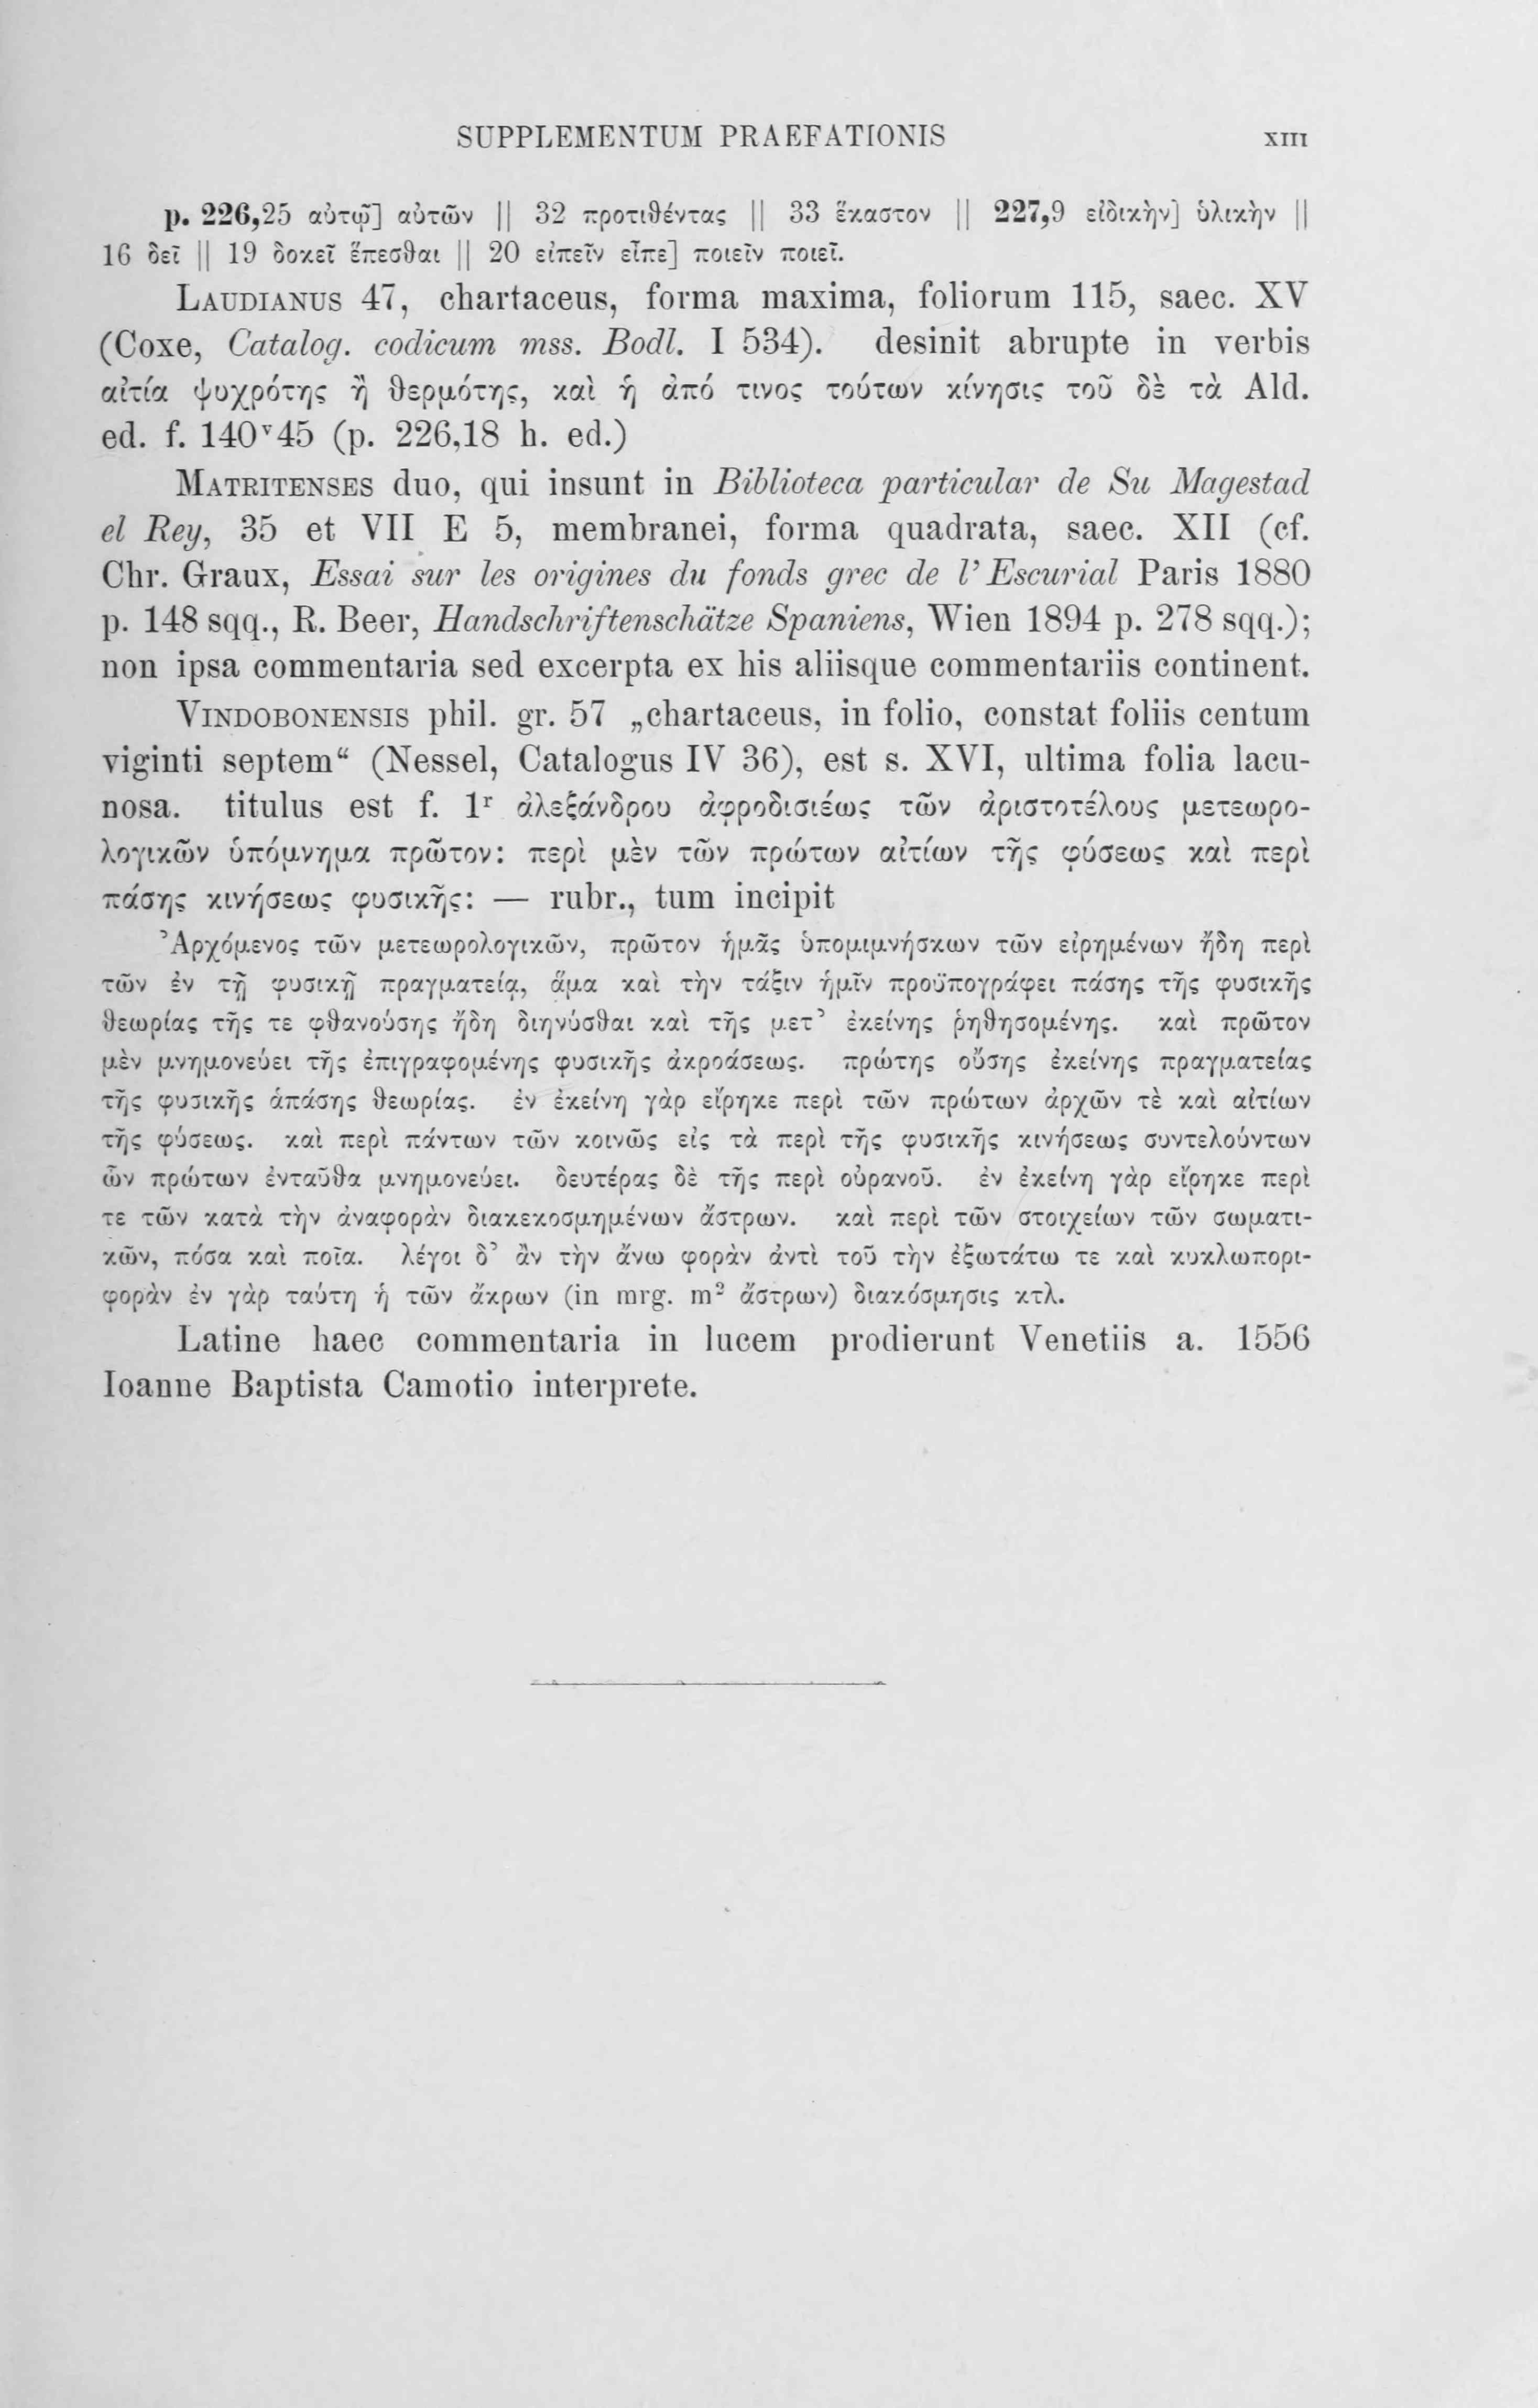 SUPPLEMENTUM PRAEFATIONIS XIII
p. 226,25 αὐτῷ] αὐτῶν || 32 προτιθέντας || 33 ἕκαστον || 227,9 εἰδικὴν] ὑλικὴν ||
16 δεῖ || 19 δοκεῖ ἕπεσθαι || 20 εἰπεῖν εἶπε] ποιεῖν ποιεῖ.
LAUDIANUS 47, chartaceus, forma maxima, foliorum 115, saec. XV
(Coxe, Catalog. codicum mss. Bodl. I 534). desinit abrupte in verbis
αἰτία ψυχρότης ἢ θερμότης, καὶ ἡ ἀπό τινος τούτων κίνησις τοῦ δὲ τὰ Ald.
ed. f. 140ᵛ45 (p. 226,18 h. ed.)
MATRITENSES duo, qui insunt in Biblioteca particular de Su Magestad
el Rey, 35 et VII E 5, membranei, forma quadrata, saec. XII (cf.
Chr. Graux, Essai sur les origines du fonds grec de l’Escurial Paris 1880
p. 148 sqq., R. Beer, Handschriftenschätze Spaniens, Wien 1894 p. 278 sqq.);
non ipsa commentaria sed excerpta ex his aliisque commentariis continent.
VINDOBONENSIS phil. gr. 57 „chartaceus, in folio, constat foliis centum
viginti septem“ (Nessel, Catalogus IV 36), est s. XVI, ultima folia lacu-
nosa. titulus est f. 1ʳ ἀλεξάνδρου ἀφροδισιέως τῶν ἀριστοτέλους μετεωρο-
λογικῶν ὑπόμνημα πρῶτον: περὶ μὲν τῶν πρώτων αἰτίων τῆς φύσεως καὶ περὶ
πάσης κινήσεως φυσικῆς: — rubr., tum incipit
Ἀρχόμενος τῶν μετεωρολογικῶν, πρῶτον ἡμᾶς ὑπομιμνήσκων τῶν εἰρημένων ἤδη περὶ
τῶν ἐν τῇ φυσικῇ πραγματείᾳ, ἅμα καὶ τὴν τάξιν ἡμῖν προϋπογράφει πάσης τῆς φυσικῆς
θεωρίας τῆς τε φθανούσης ἤδη διηνύσθαι καὶ τῆς μετ’ ἐκείνης ῥηθησομένης. καὶ πρῶτον
μὲν μνημονεύει τῆς ἐπιγραφομένης φυσικῆς ἀκροάσεως. πρώτης οὔσης ἐκείνης πραγματείας
τῆς φυσικῆς ἁπάσης θεωρίας. ἐν ἐκείνη γὰρ εἴρηκε περὶ τῶν πρώτων ἀρχῶν τὲ καὶ αἰτίων
τῆς φύσεως. καὶ περὶ πάντων τῶν κοινῶς εἰς τὰ περὶ τῆς φυσικῆς κινήσεως συντελούντων
ὧν πρώτων ἐνταῦθα μνημονεύει. δευτέρας δὲ τῆς περὶ οὐρανοῦ. ἐν ἐκείνη γὰρ εἴρηκε περὶ
τε τῶν κατὰ τὴν ἀναφορὰν διακεκοσμημένων ἄστρων. καὶ περὶ τῶν στοιχείων τῶν σωματι-
κῶν, πόσα καὶ ποῖα. λέγοι δ’ ἂν τὴν ἄνω φορὰν ἀντὶ τοῦ τὴν ἐξωτάτω τε καὶ κυκλωπορι-
φορὰν ἐν γὰρ ταύτη ἡ τῶν ἄκρων (in mrg. m² ἄστρων) διακόσμησις κτλ.
Latine haec commentaria in lucem prodierunt Venetiis a. 1556
Ioanne Baptista Camotio interprete.